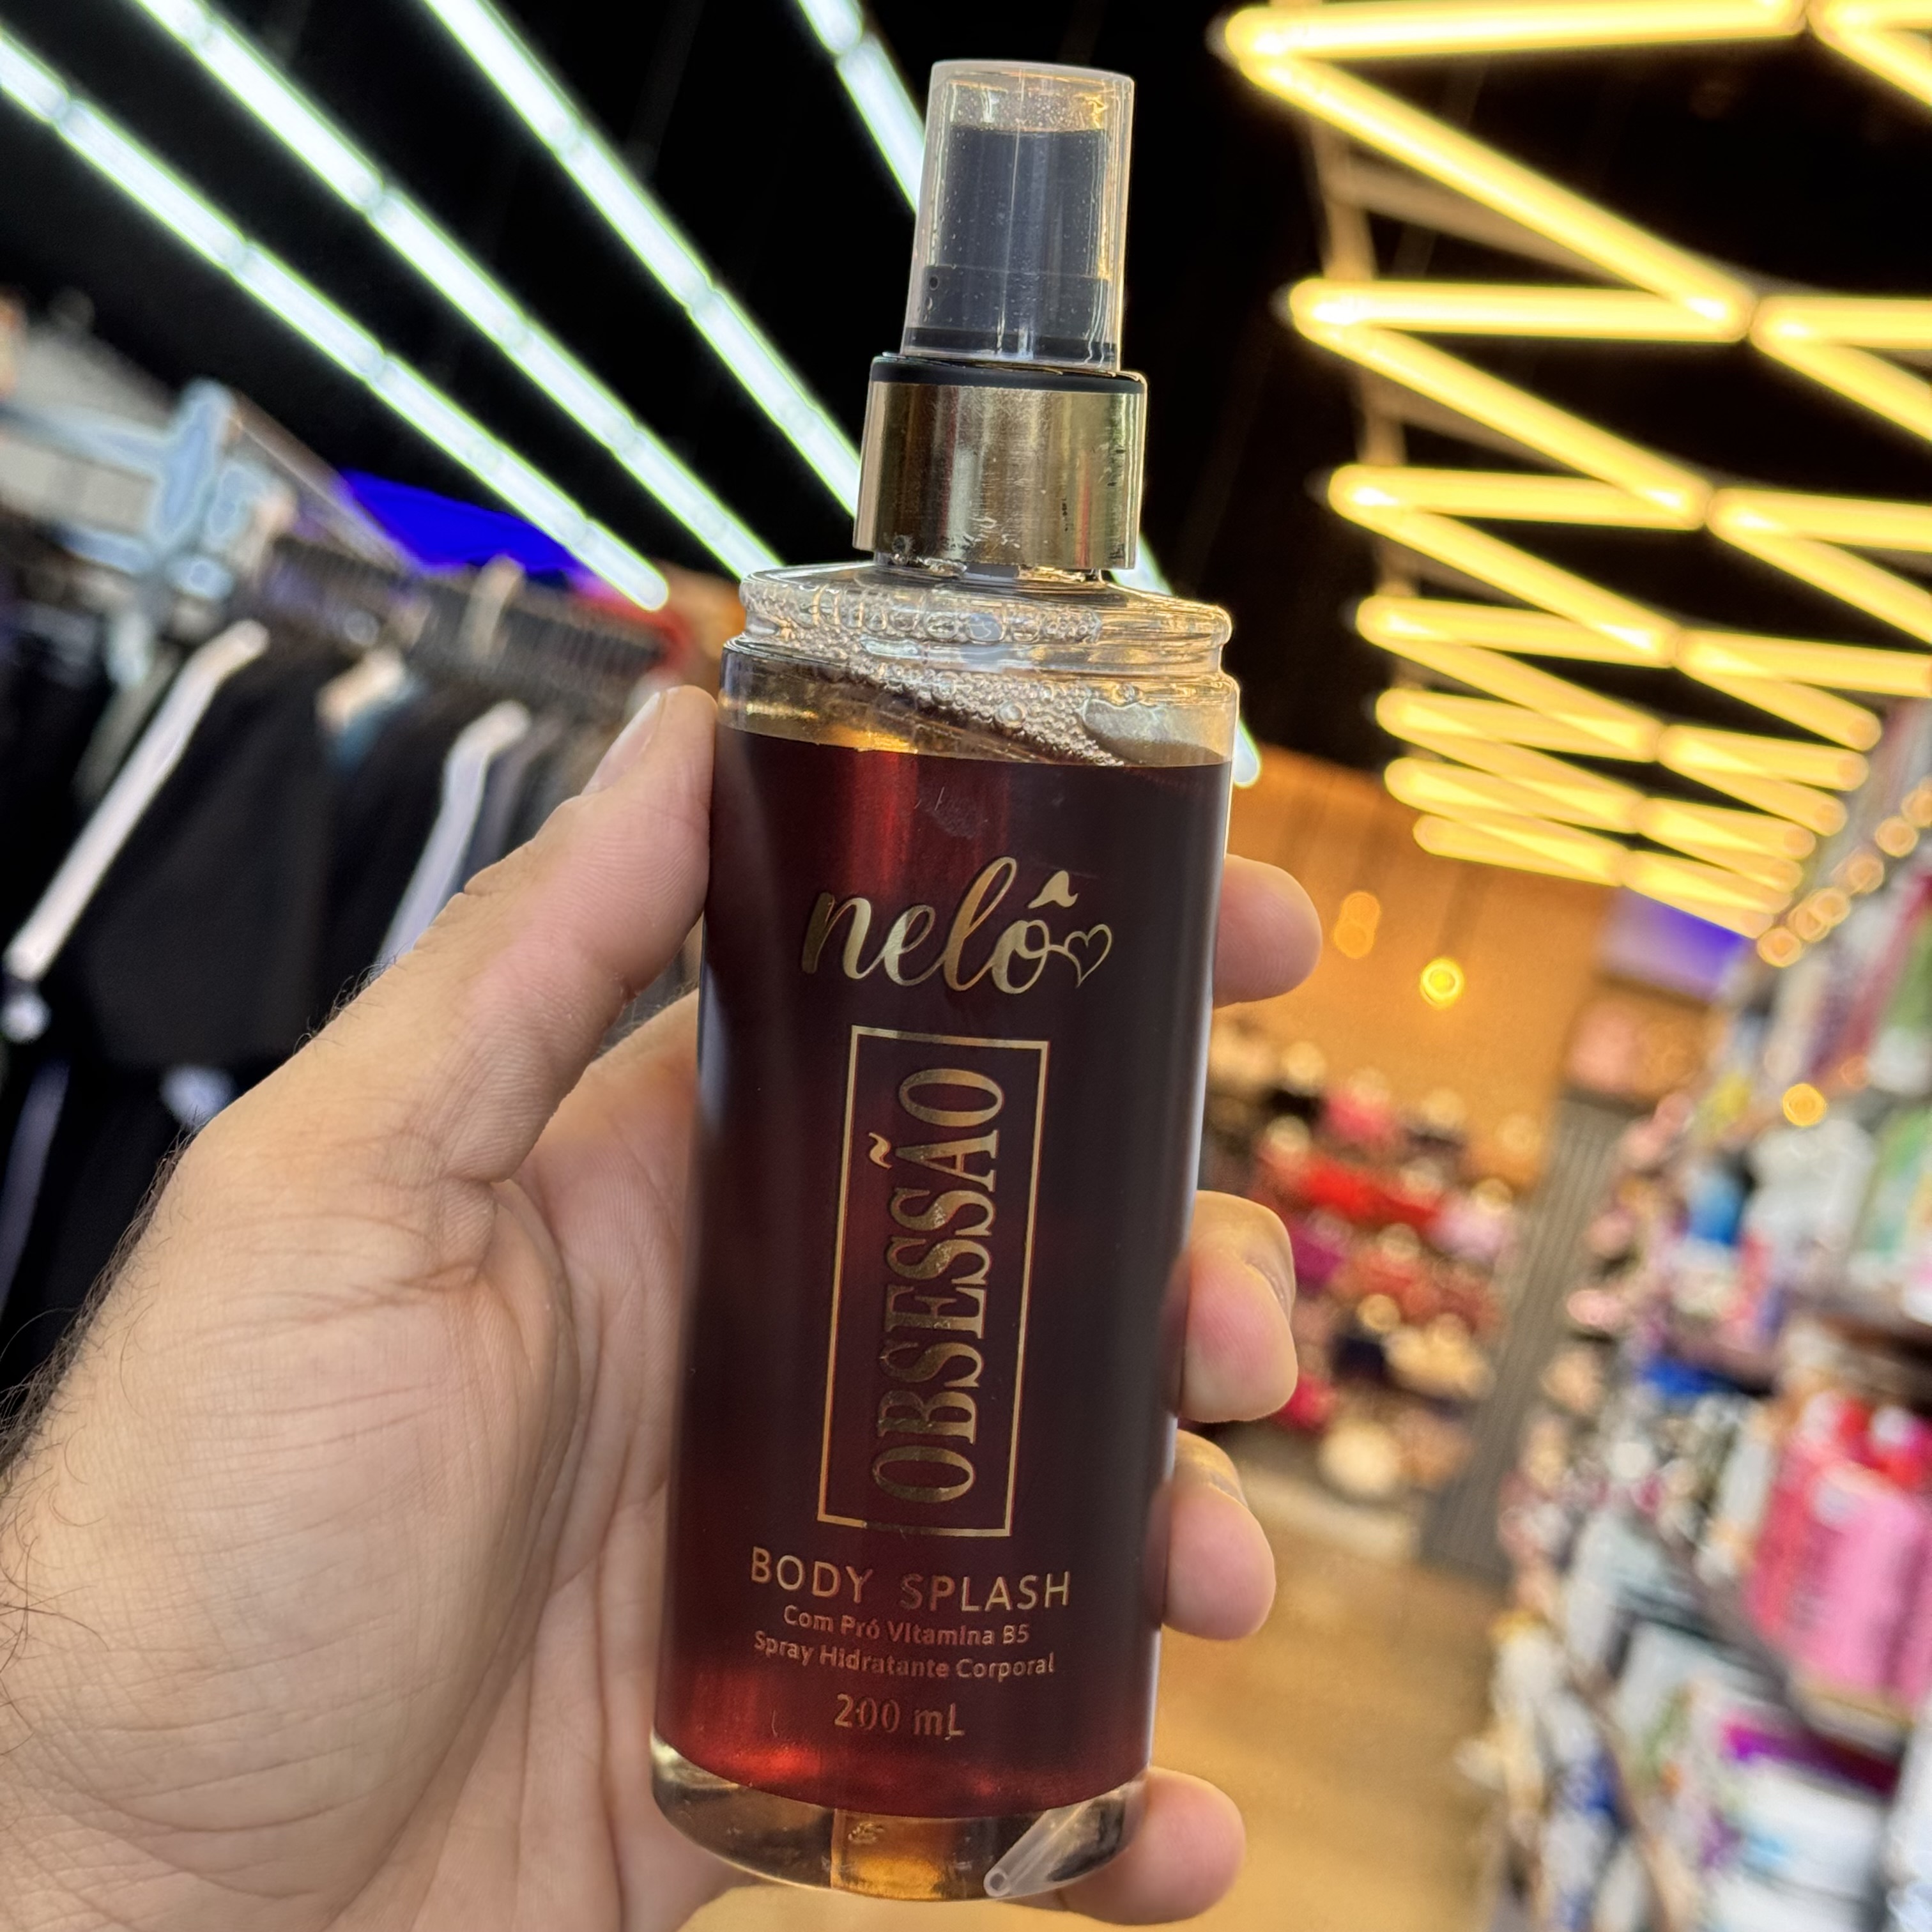 nelô
OBSESSÃO
BODY SPLASH
Com Pró Vitamina B5
Spray Hidratante Corporal
200 mL